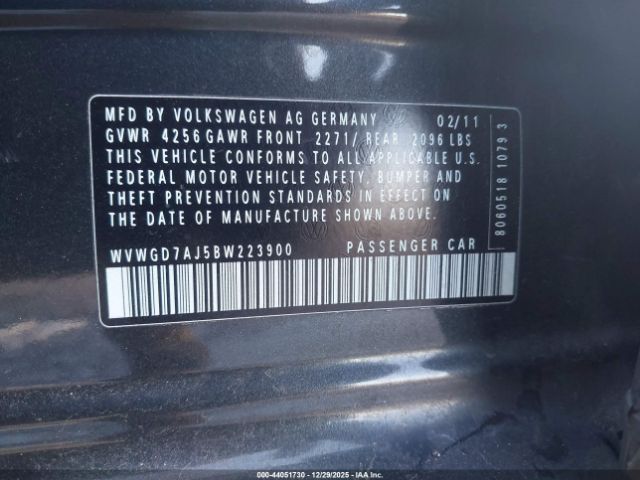 MFD BY VOLKSWAGEN AG GERMANY 02/11
GVWR 4256 GAWR FRONT 2271/ REAR 2096 LBS
THIS VEHICLE CONFORMS TO ALL APPLICABLE U.S.
FEDERAL MOTOR VEHICLE SAFETY, BUMPER AND
THEFT PREVENTION STANDARDS IN EFFECT ON
THE DATE OF MANUFACTURE SHOWN ABOVE.
WVWGD7AJ5BW223900 PASSENGER CAR
8060518 1079 3
000-44051730 - 12/29/2025 - IAA Inc.